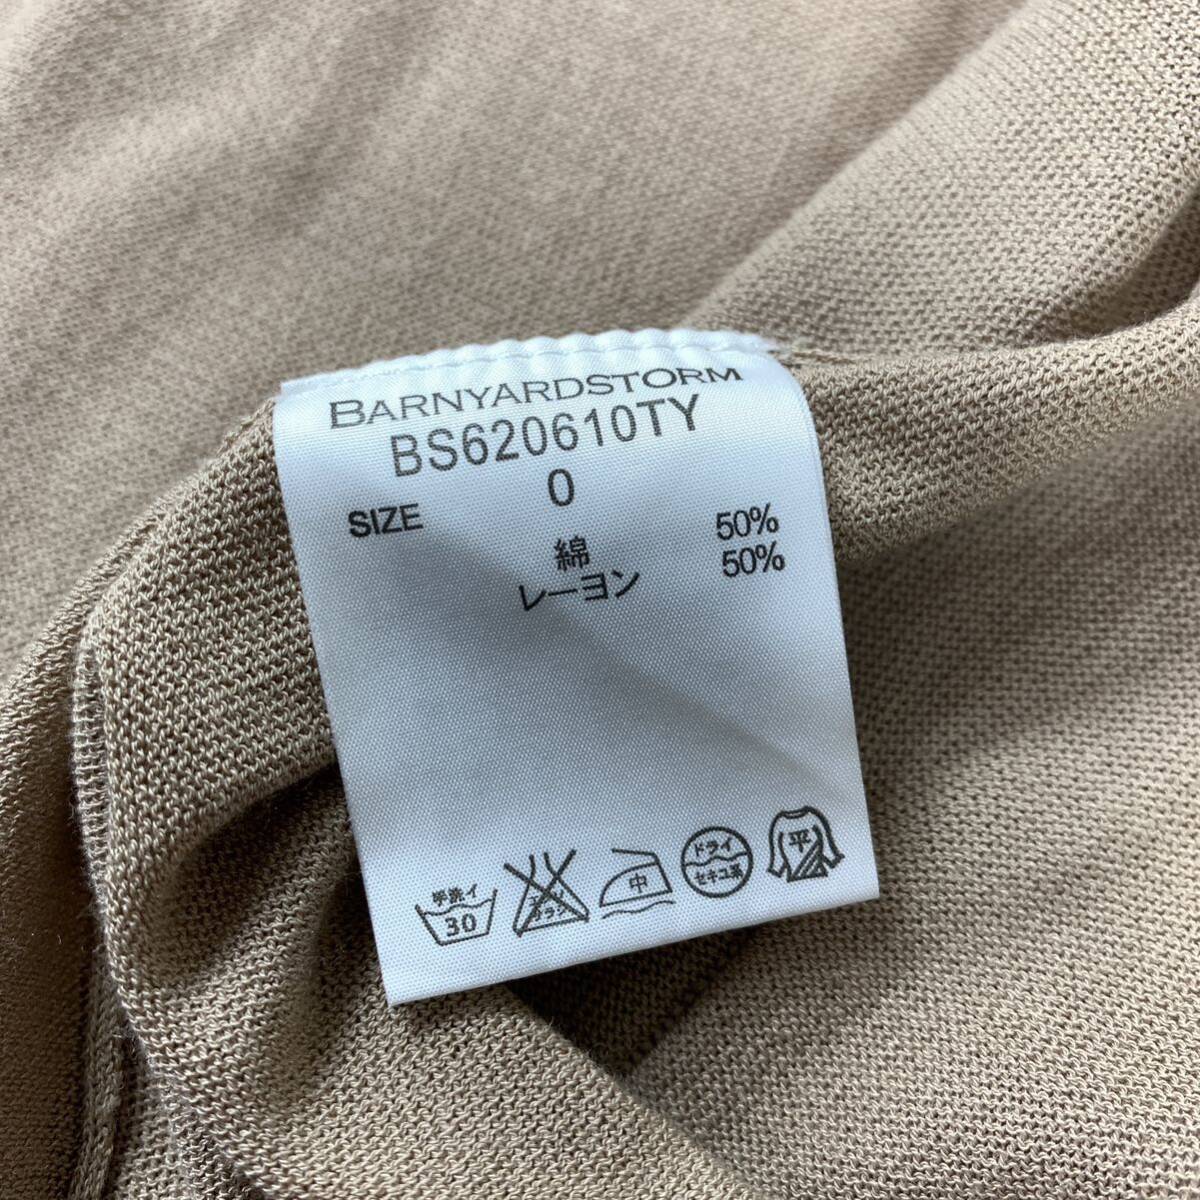 BARNYARDSTORM
BS620610TY
SIZE 0
綿 50%
レーヨン 50%
手洗イ
30
中
ドライ
セキユ系
平